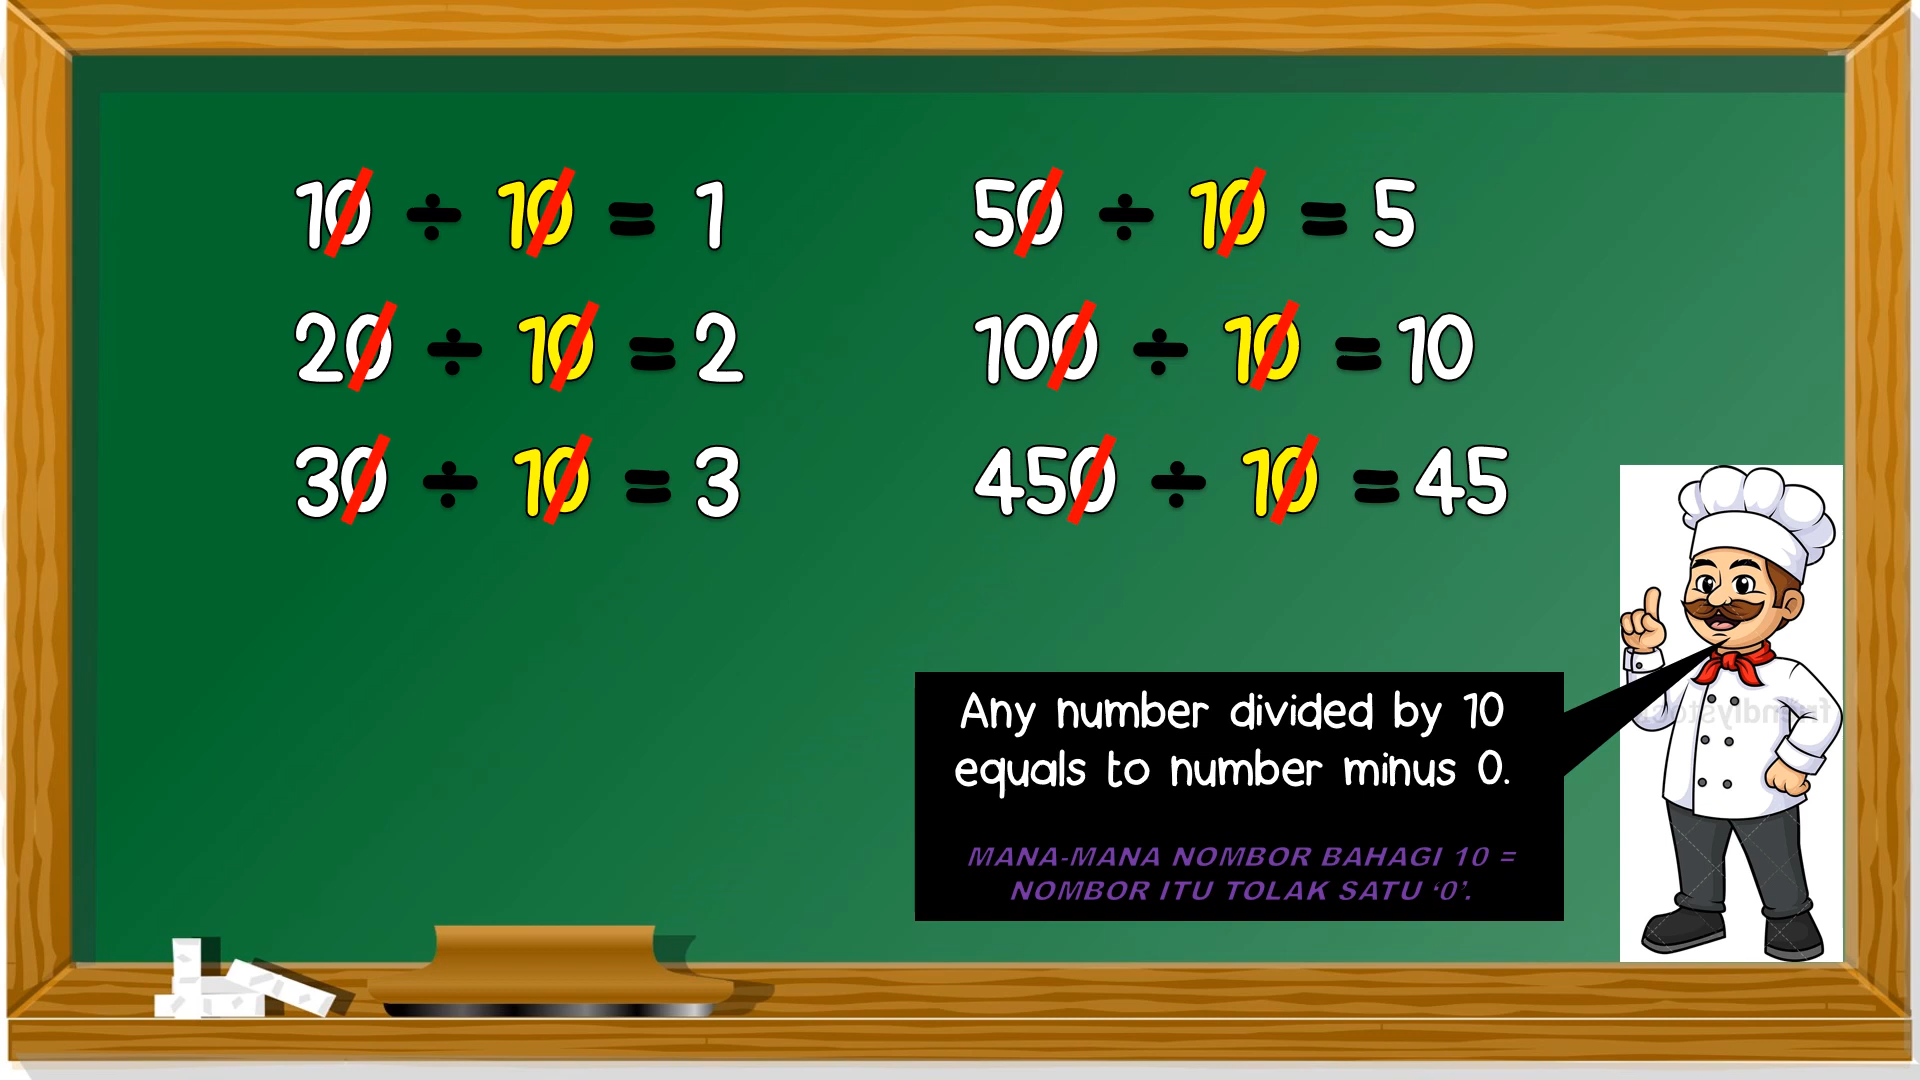 10 ÷ 10 = 1
20 ÷ 10 = 2
30 ÷ 10 = 3
50 ÷ 10 = 5
100 ÷ 10 = 10
450 ÷ 10 = 45
Any number divided by 10
equals to number minus 0.
MANA-MANA NOMBOR BAHAGI 10 =
NOMBOR ITU TOLAK SATU ‘0’.